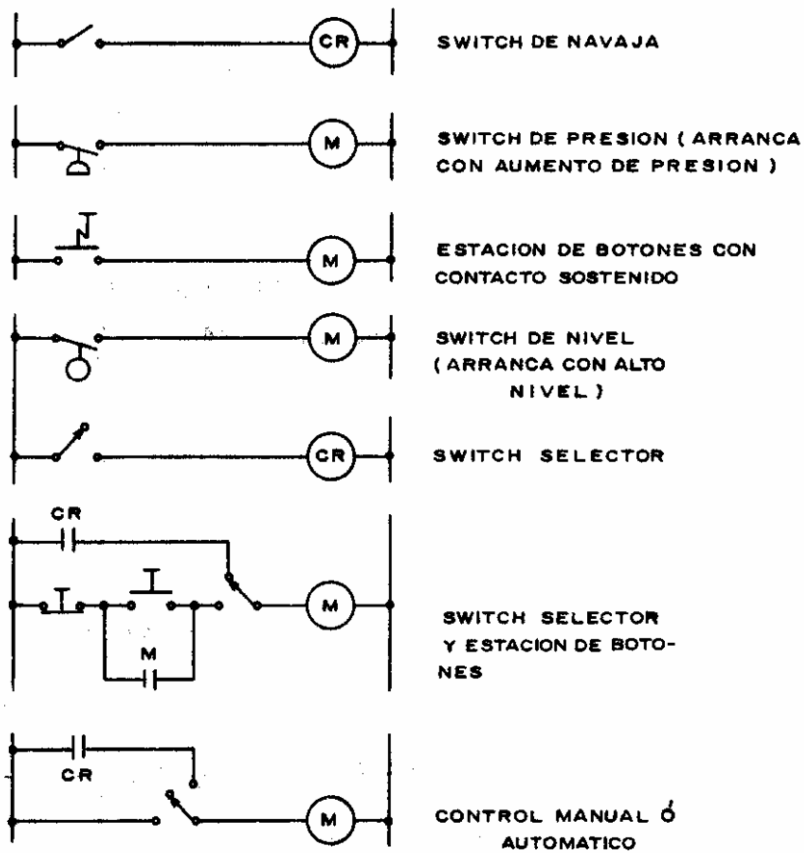 CR
SWITCH DE NAVAJA
M
SWITCH DE PRESION ( ARRANCA
CON AUMENTO DE PRESION )
M
ESTACION DE BOTONES CON
CONTACTO SOSTENIDO
M
SWITCH DE NIVEL
( ARRANCA CON ALTO
NIVEL )
CR
SWITCH SELECTOR
CR
M
M
SWITCH SELECTOR
Y ESTACION DE BOTO-
NES
CR
M
CONTROL MANUAL Ó
AUTOMATICO